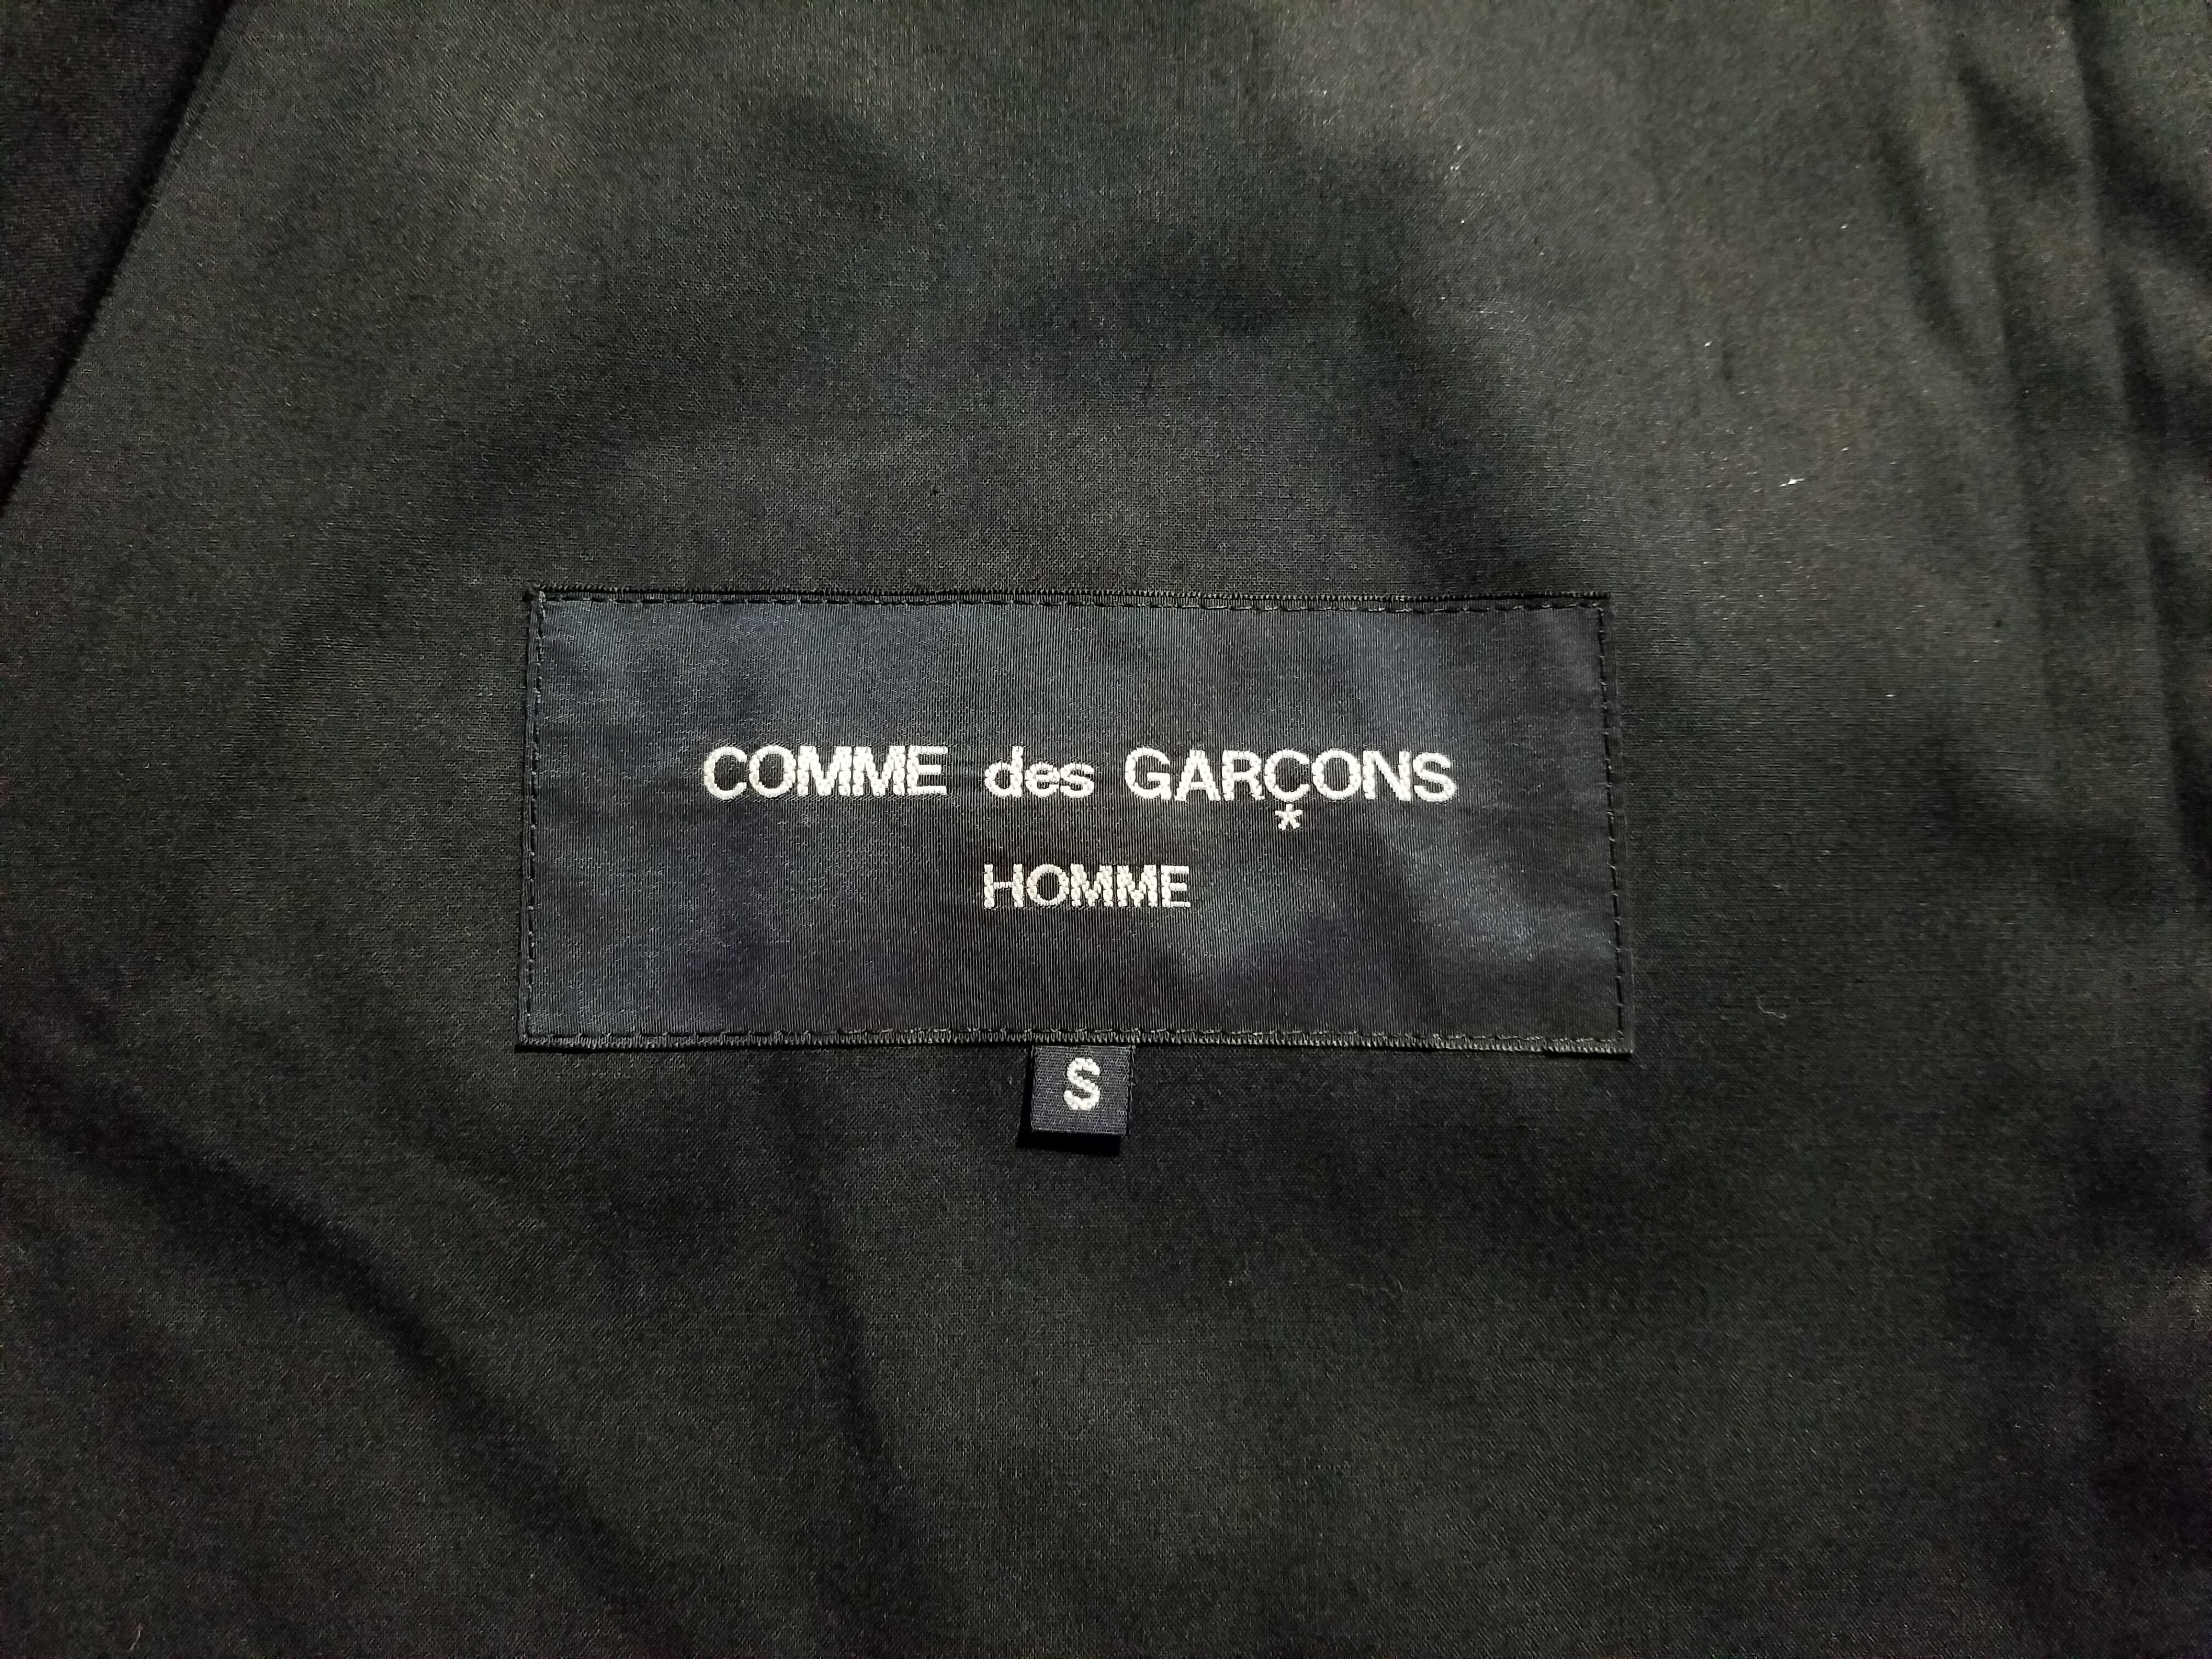 COMME des GARÇONS
*
HOMME
S